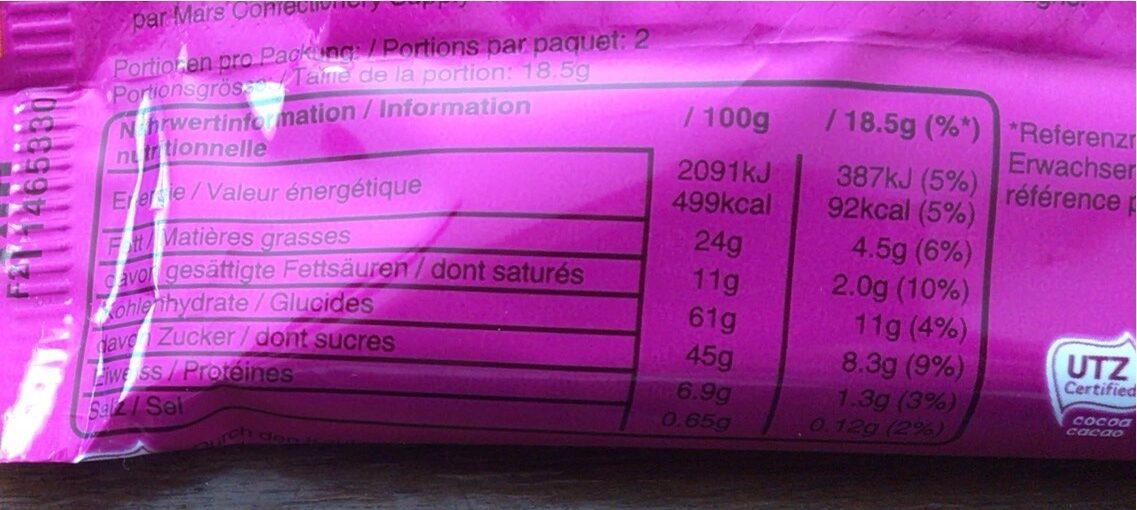 par Mars Confectionery Supply
Portionen pro Packung: / Portions par paquet: 2
Portionsgrösse: / Taille de la portion: 18.5g
Nährwertinformation / Information nutritionnelle / 100g / 18.5g (%*)
Energie / Valeur énergétique 2091kJ 387kJ (5%)
499kcal 92kcal (5%)
Fett / Matières grasses 24g 4.5g (6%)
davon gesättigte Fettsäuren / dont saturés 11g 2.0g (10%)
Kohlenhydrate / Glucides 61g 11g (4%)
davon Zucker / dont sucres 45g 8.3g (9%)
Eiweiss / Protéines 6.9g 1.3g (3%)
Salz / Sel 0.65g 0.12g (2%)
*Referenz
Erwachsen
référence p
UTZ
Certified
cocoa
cacao